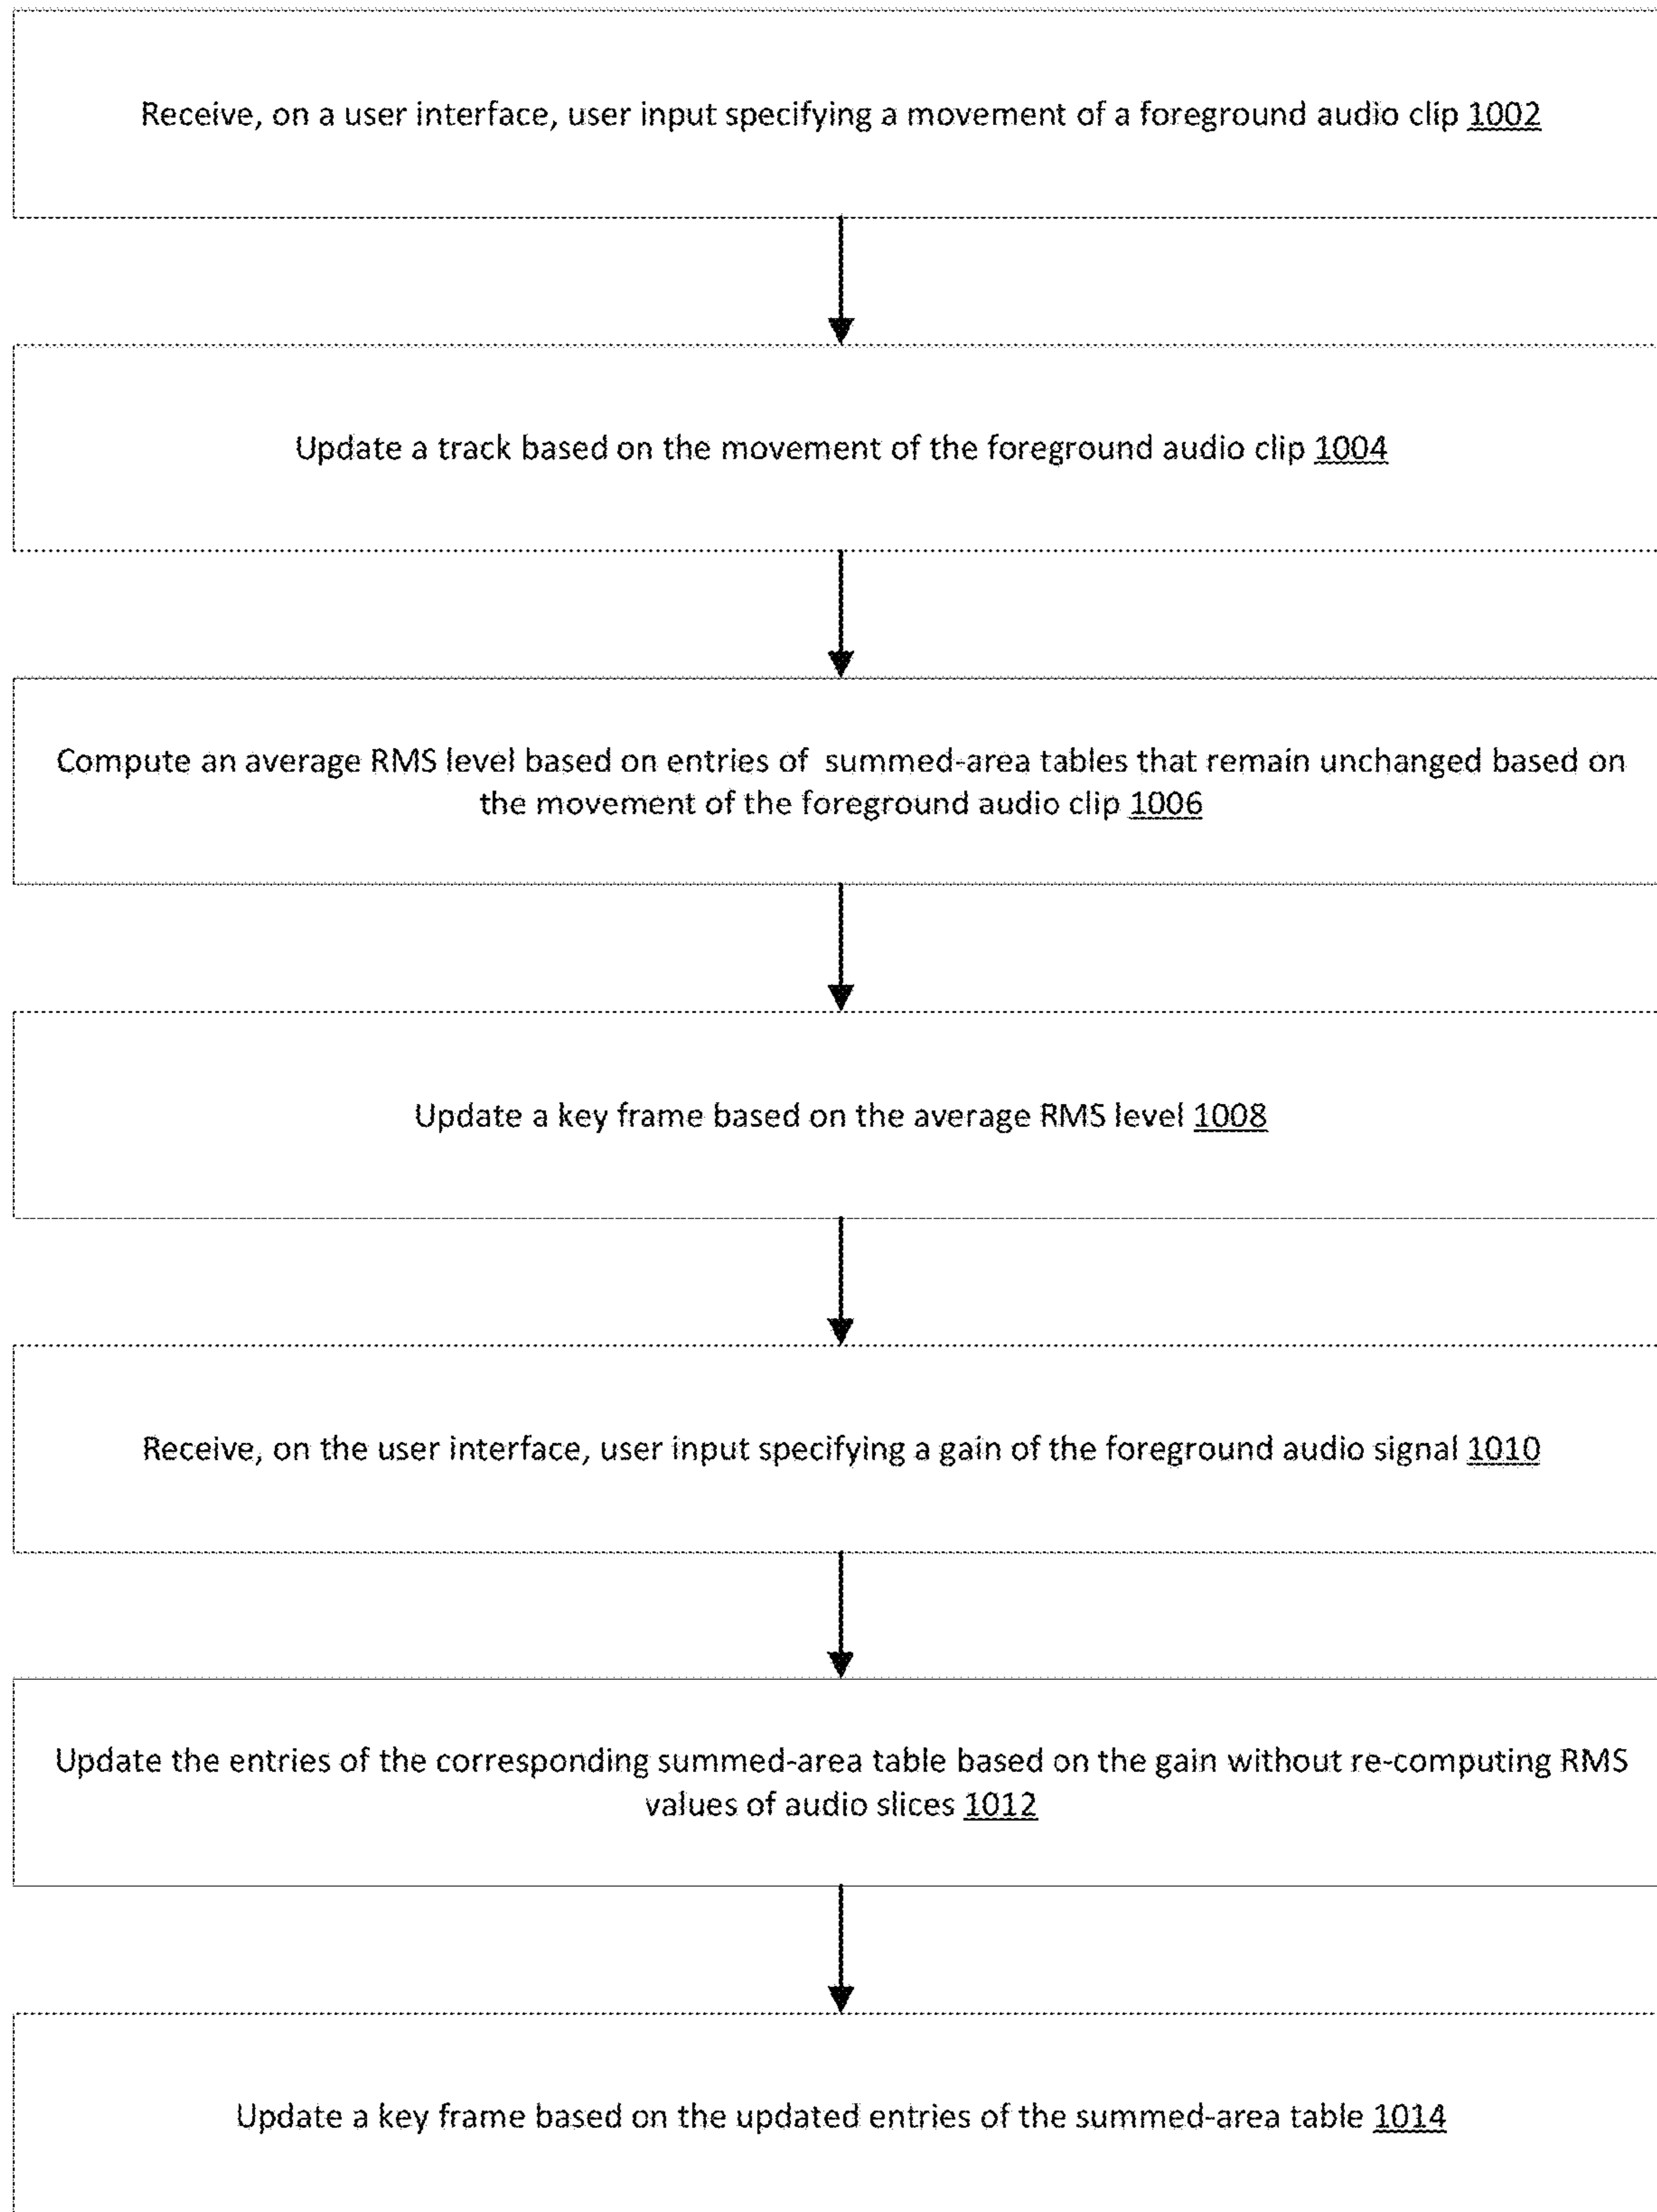 Receive, on a user interface, user input specifying a movement of a foreground audio clip 1002
Update a track based on the movement of the foreground audio clip 1004
Compute an average RMS level based on entries of summed-area tables that remain unchanged based on
the movement of the foreground audio clip 1006
Update a key frame based on the average RMS level 1008
Receive, on the user interface, user input specifying a gain of the foreground audio signal 1010
Update the entries of the corresponding summed-area table based on the gain without re-computing RMS
values of audio slices 1012
Update a key frame based on the updated entries of the summed-area table 1014